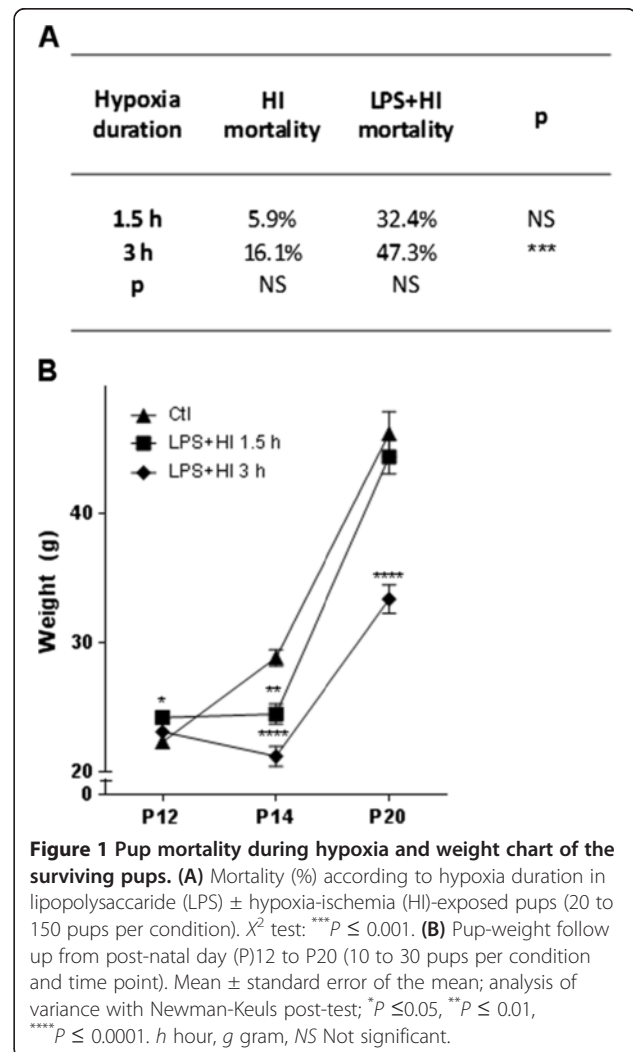 A
Hypoxia duration HI mortality LPS+HI mortality p
1.5 h 5.9% 32.4% NS
3 h 16.1% 47.3% ***
p NS NS
B
Ctl
LPS+HI 1.5 h
LPS+HI 3 h
Weight (g)
40
30
20
0
*
**
****
****
P12 P14 P20
Figure 1 Pup mortality during hypoxia and weight chart of the
surviving pups. (A) Mortality (%) according to hypoxia duration in
lipopolysaccaride (LPS) ± hypoxia-ischemia (HI)-exposed pups (20 to
150 pups per condition). X² test: ***P ≤ 0.001. (B) Pup-weight follow
up from post-natal day (P)12 to P20 (10 to 30 pups per condition
and time point). Mean ± standard error of the mean; analysis of
variance with Newman-Keuls post-test; *P ≤0.05, **P ≤ 0.01,
****P ≤ 0.0001. h hour, g gram, NS Not significant.